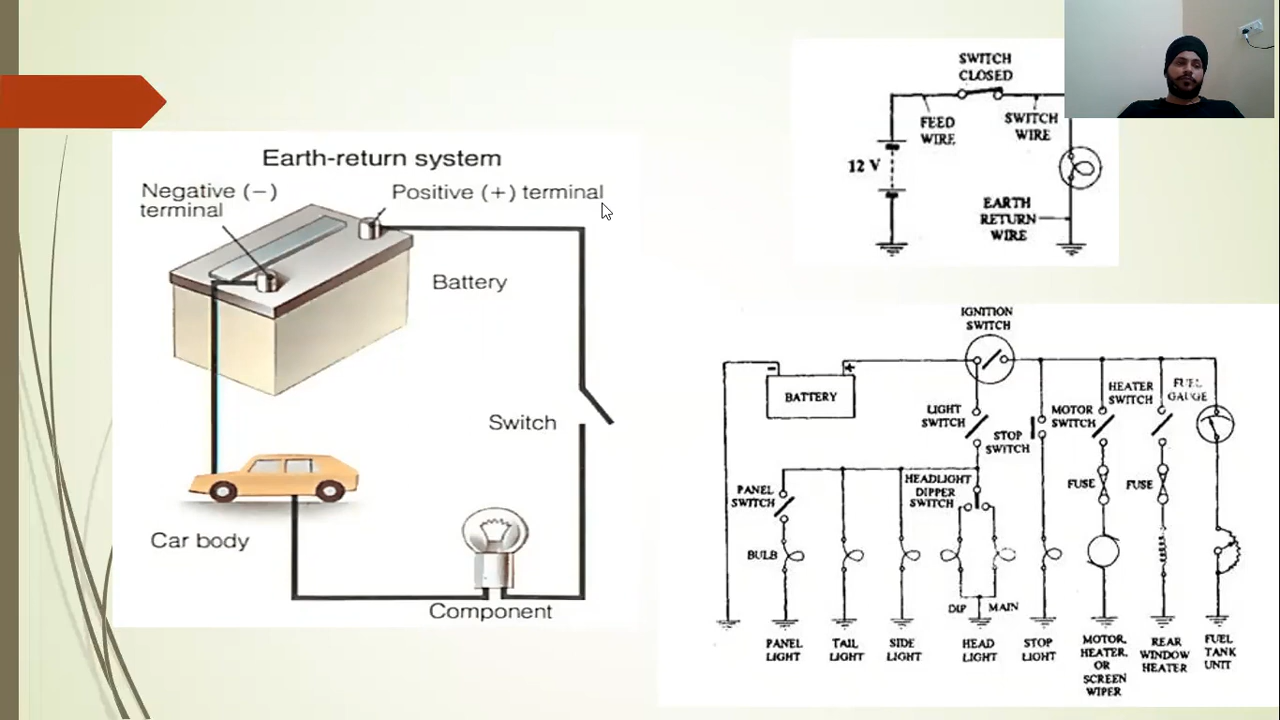 Earth-return system
Negative (−)
terminal
Positive (+) terminal
Battery
Switch
Car body
Component
SWITCH
CLOSED
FEED
WIRE
SWITCH
WIRE
12 V
EARTH
RETURN
WIRE
IGNITION
SWITCH
−
+
BATTERY
LIGHT
SWITCH
STOP
SWITCH
MOTOR
SWITCH
HEATER
SWITCH
FUEL
GAUGE
PANEL
SWITCH
HEADLIGHT
DIPPER
SWITCH
FUSE
FUSE
BULB
DIP
MAIN
PANEL
LIGHT
TAIL
LIGHT
SIDE
LIGHT
HEAD
LIGHT
STOP
LIGHT
MOTOR,
HEATER,
OR
SCREEN
WIPER
REAR
WINDOW
HEATER
FUEL
TANK
UNIT